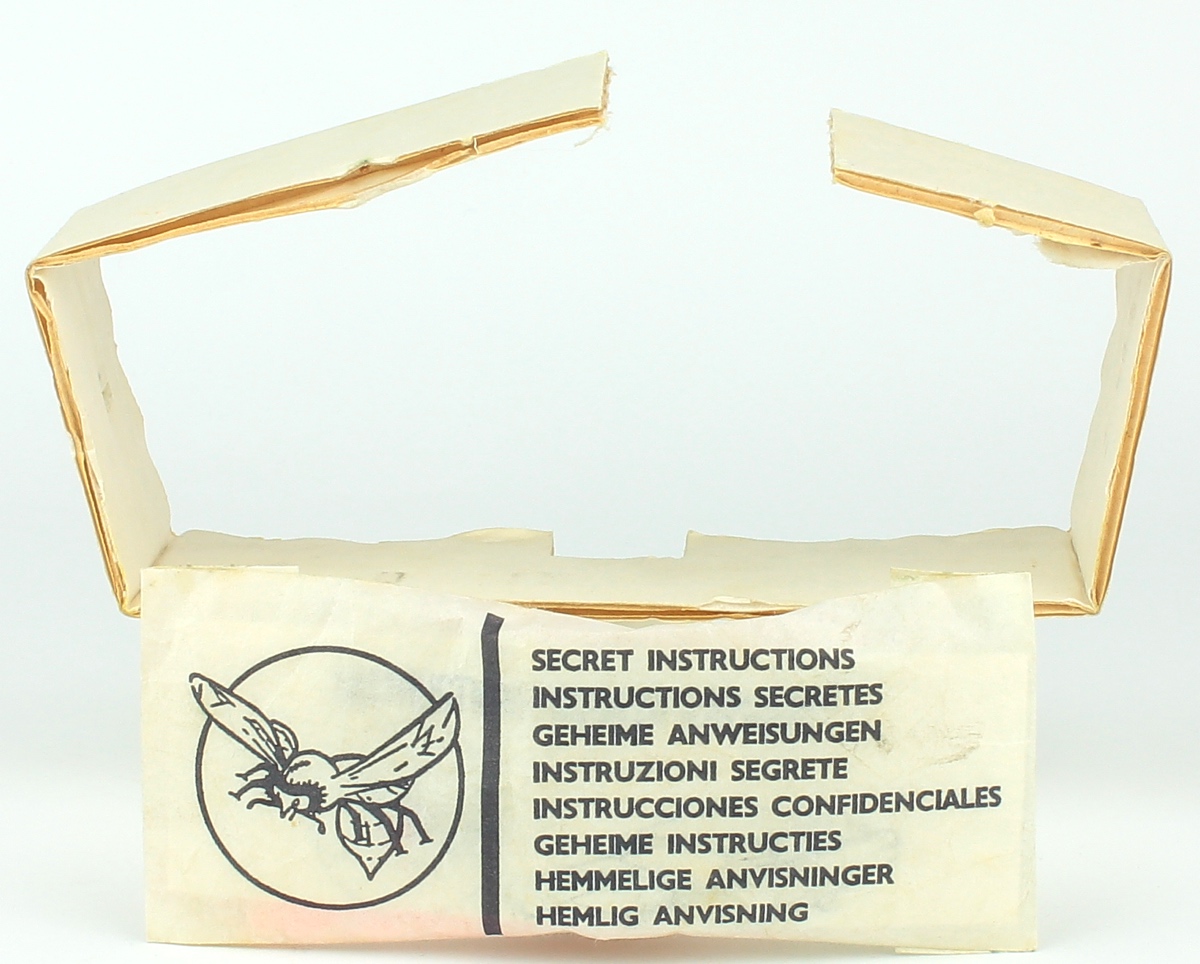 SECRET INSTRUCTIONS
INSTRUCTIONS SECRETES
GEHEIME ANWEISUNGEN
INSTRUZIONI SEGRETE
INSTRUCCIONES CONFIDENCIALES
GEHEIME INSTRUCTIES
HEMMELIGE ANVISNINGER
HEMLIG ANVISNING